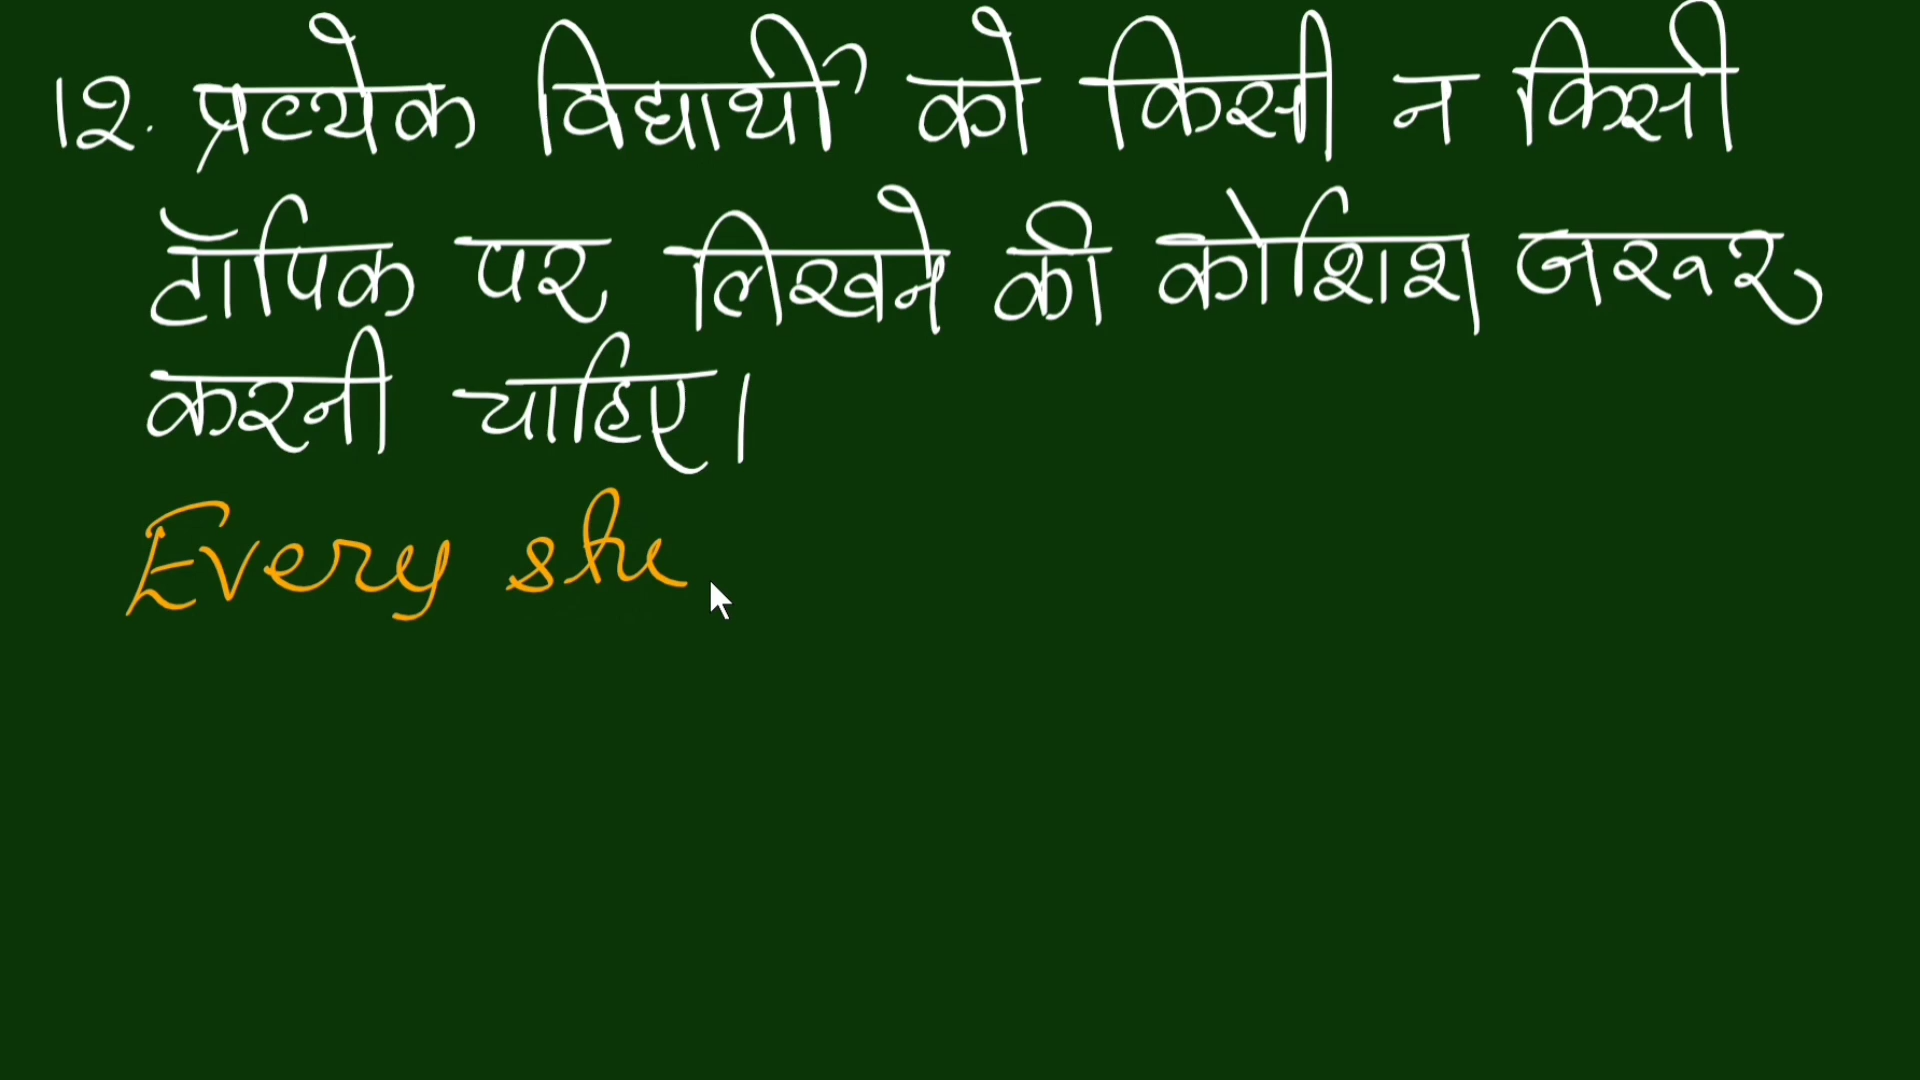 12. प्रत्येक विद्यार्थी को किसी न किसी
टॉपिक पर लिखने की कोशिश जरूर
करनी चाहिए।
Every stu